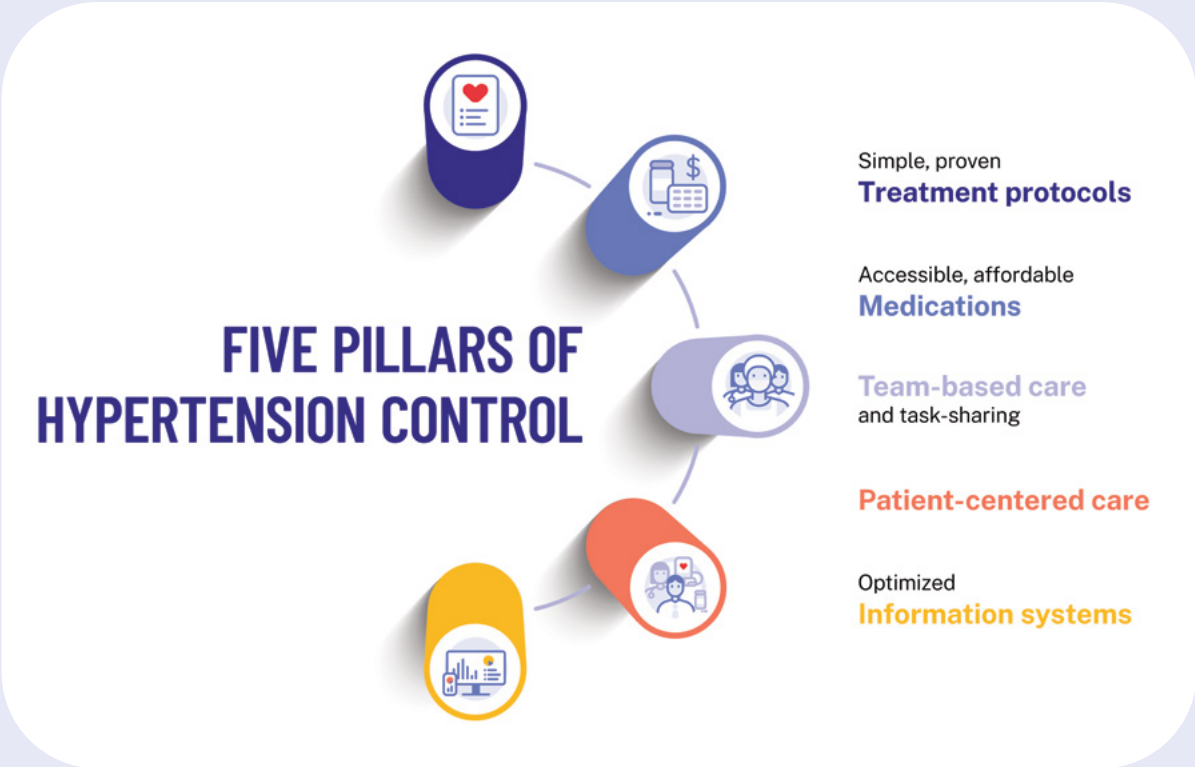 FIVE PILLARS OF
HYPERTENSION CONTROL
Simple, proven
Treatment protocols
Accessible, affordable
Medications
Team-based care
and task-sharing
Patient-centered care
Optimized
Information systems
$